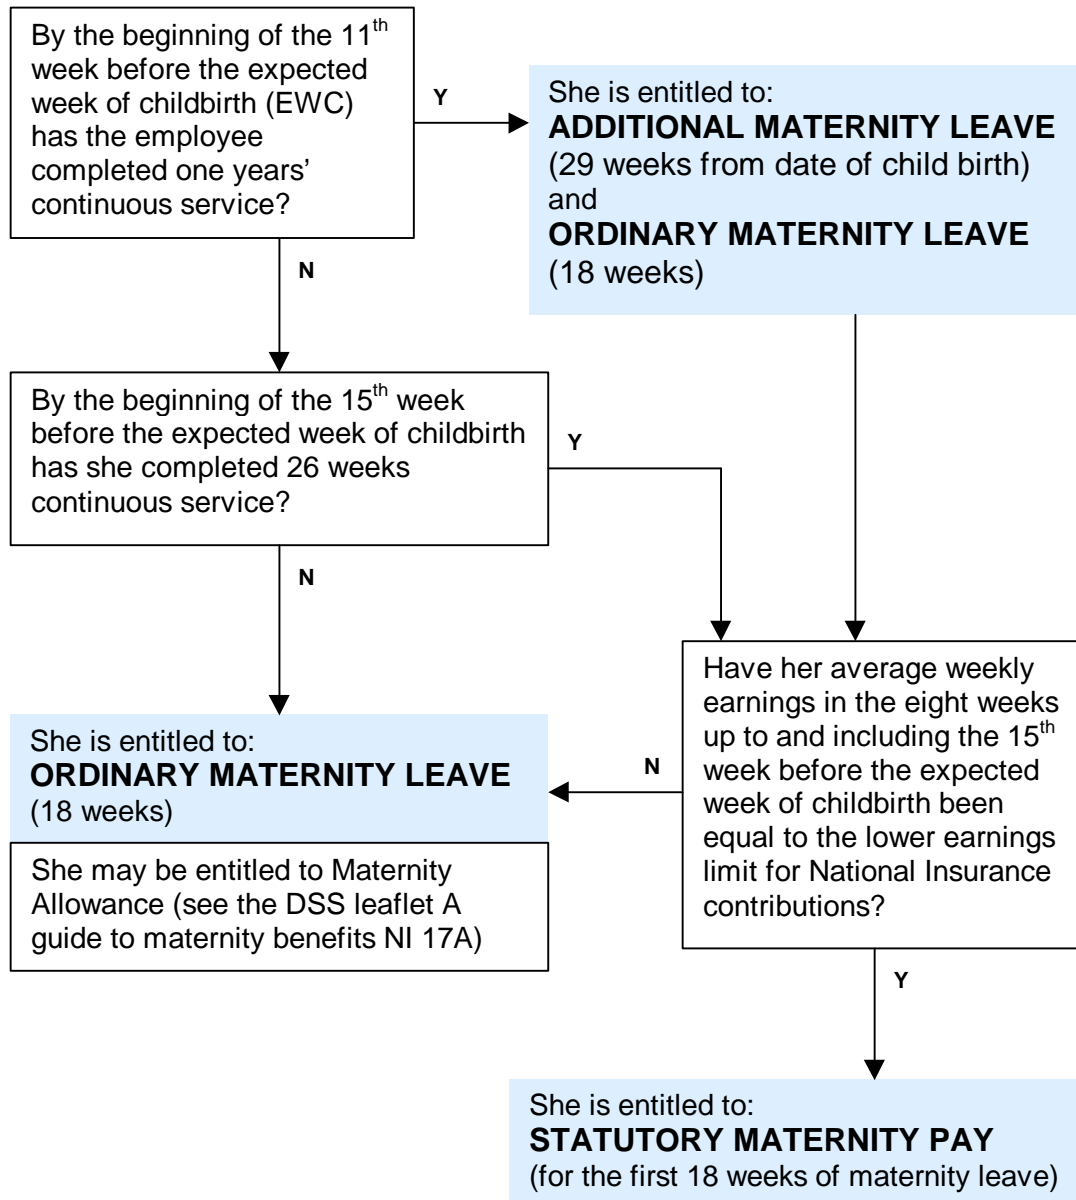 By the beginning of the 11th
week before the expected
week of childbirth (EWC)
has the employee
completed one years'
continuous service?
Y
She is entitled to:
ADDITIONAL MATERNITY LEAVE
(29 weeks from date of child birth)
and
ORDINARY MATERNITY LEAVE
(18 weeks)
N
By the beginning of the 15th week
before the expected week of childbirth
has she completed 26 weeks
continuous service?
Y
N
Have her average weekly
earnings in the eight weeks
up to and including the 15th
week before the expected
week of childbirth been
equal to the lower earnings
limit for National Insurance
contributions?
N
She is entitled to:
ORDINARY MATERNITY LEAVE
(18 weeks)
She may be entitled to Maternity
Allowance (see the DSS leaflet A
guide to maternity benefits NI 17A)
Y
She is entitled to:
STATUTORY MATERNITY PAY
(for the first 18 weeks of maternity leave)